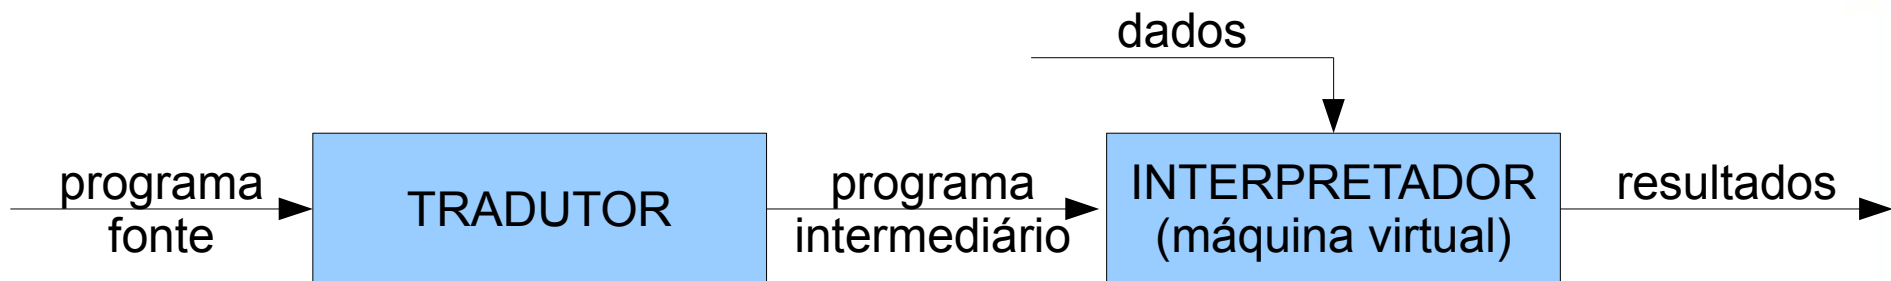 dados
programa
fonte
TRADUTOR
programa
intermediário
INTERPRETADOR
(máquina virtual)
resultados